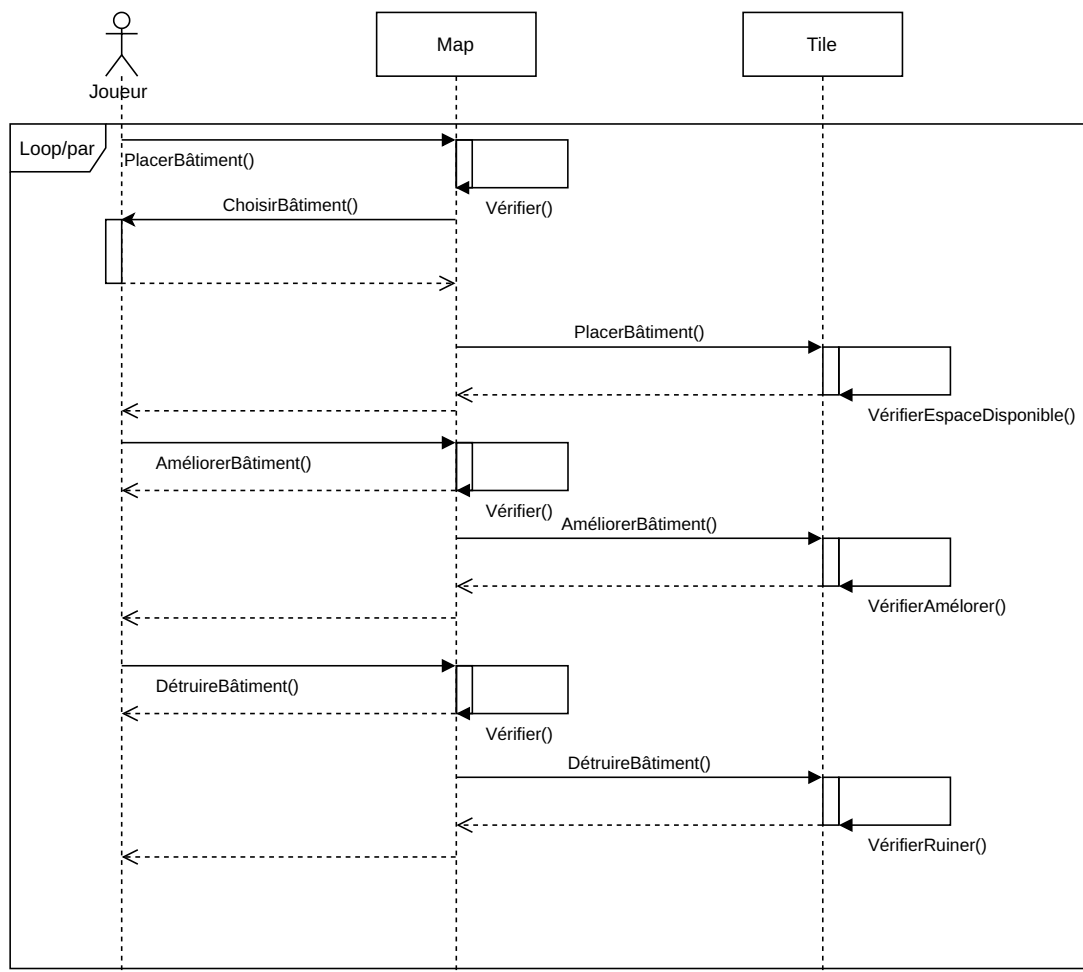 Joueur
Map
Tile
Loop/par
PlacerBâtiment()
Vérifier()
ChoisirBâtiment()
PlacerBâtiment()
VérifierEspaceDisponible()
AméliorerBâtiment()
Vérifier()
AméliorerBâtiment()
VérifierAmélorer()
DétruireBâtiment()
Vérifier()
DétruireBâtiment()
VérifierRuiner()